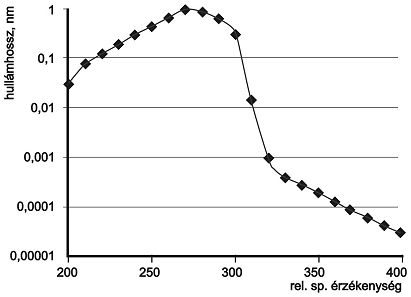 hullámhossz, nm
1
0,1
0,01
0,001
0,0001
0,00001
200 250 300 350 400
rel. sp. érzékenység